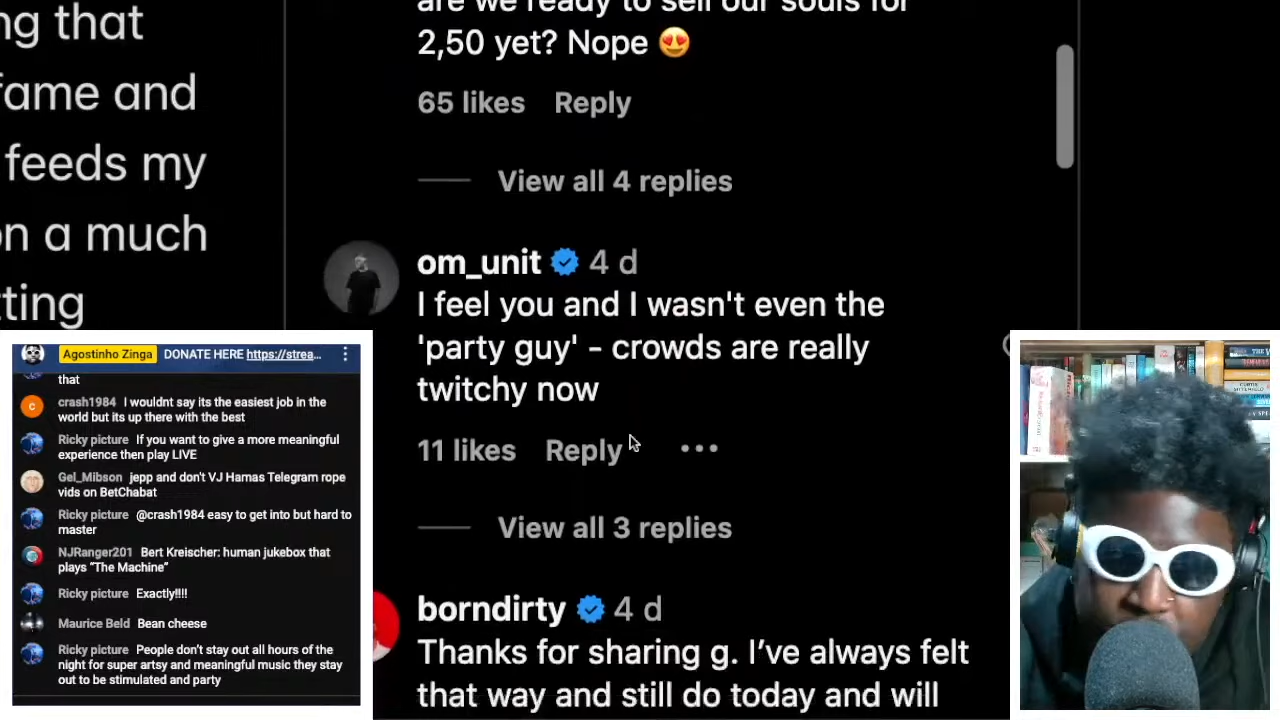 ng that
fame and
feeds my
on a much
tting
are we ready to sell our souls for
2,50 yet? Nope 😍
65 likes Reply
View all 4 replies
om_unit 4 d
I feel you and I wasn't even the
'party guy' - crowds are really
twitchy now
11 likes Reply •••
View all 3 replies
borndirty 4 d
Thanks for sharing g. I've always felt
that way and still do today and will
Agostinho Zinga DONATE HERE https://strea...
that
crash1984 I wouldnt say its the easiest job in the
world but its up there with the best
Ricky picture If you want to give a more meaningful
experience then play LIVE
Gel_Mibson jepp and don't VJ Hamas Telegram rope
vids on BetChabat
Ricky picture @crash1984 easy to get into but hard to
master
NJRanger201 Bert Kreischer: human jukebox that
plays “The Machine”
Ricky picture Exactly!!!!
Maurice Beld Bean cheese
Ricky picture People don't stay out all hours of the
night for super artsy and meaningful music they stay
out to be stimulated and party